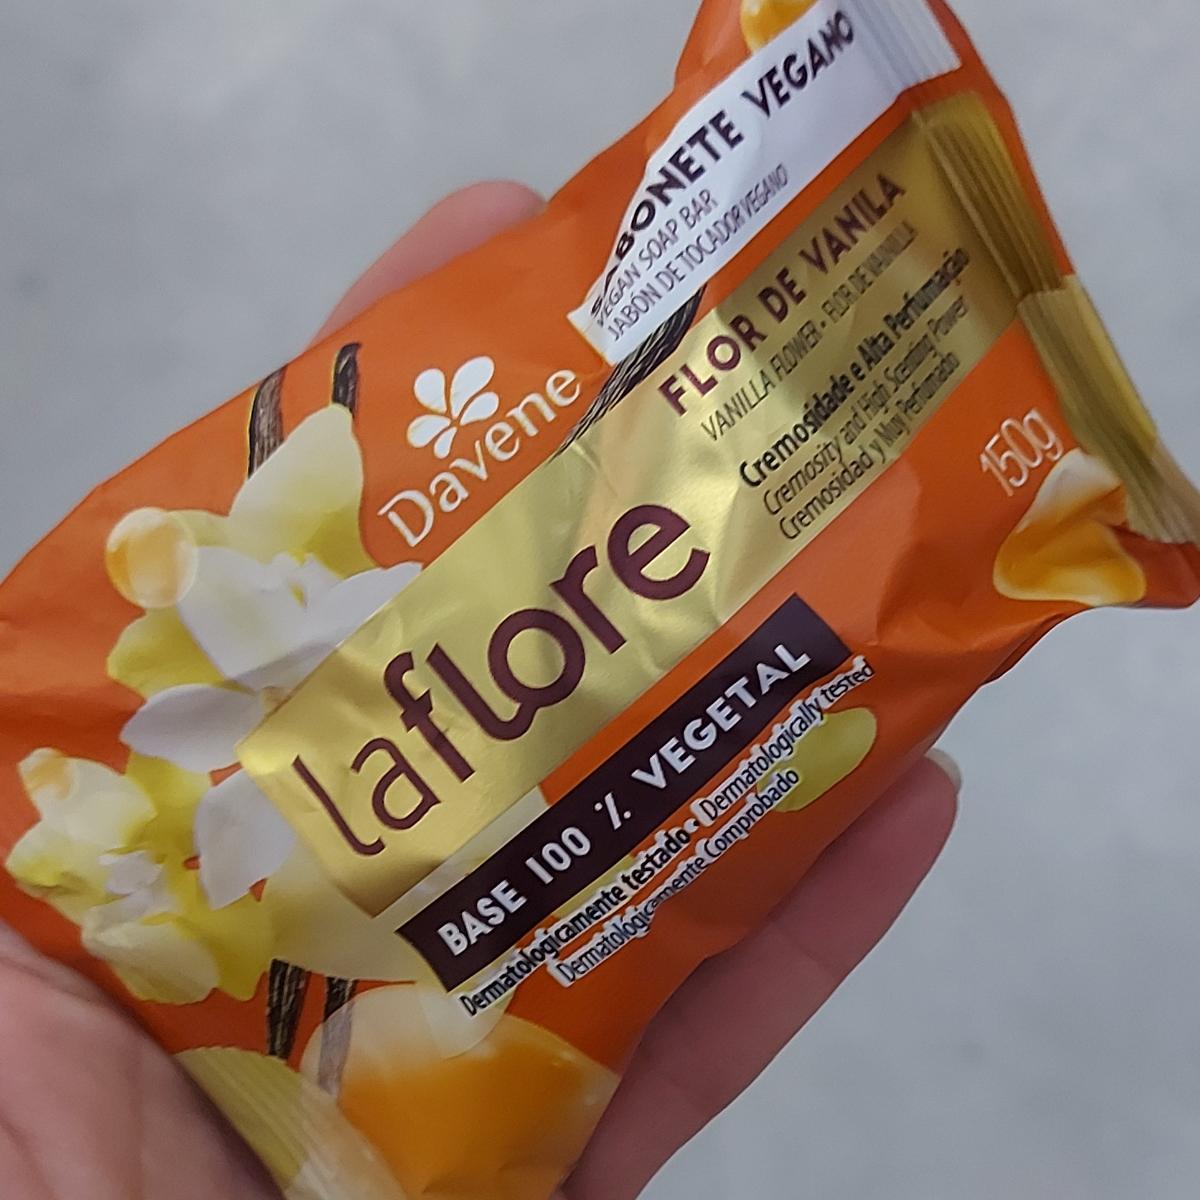 SABONETE VEGANO
VEGAN SOAP BAR
JABÓN DE TOCADOR VEGANO
Davene
laflore
FLOR DE VANILA
VANILLA FLOWER • FLOR DE VAINILLA
Cremosidade e Alta Perfumação
Cremosity and High Scenting Power
Cremosidad y Muy Perfumado
150g
BASE 100 % VEGETAL
Dermatologicamente testado • Dermatologically tested
Dermatológicamente Comprobado